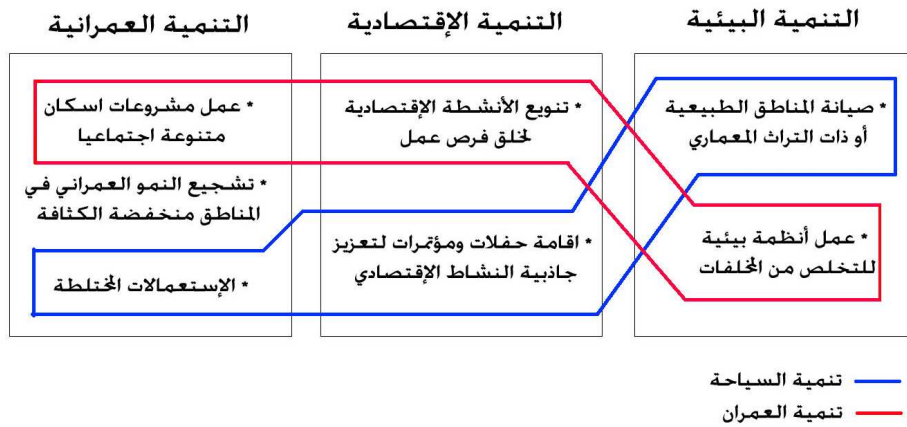 التنمية البيئية
التنمية الإقتصادية
التنمية العمرانية
* صيانة المناطق الطبيعية
أو ذات التراث المعماري
* عمل أنظمة بيئية
للتخلص من المخلفات
* تنويع الأنشطة الإقتصادية
لخلق فرص عمل
* اقامة حفلات ومؤتمرات لتعزيز
جاذبية النشاط الإقتصادي
* عمل مشروعات اسكان
متنوعة اجتماعيا
* تشجيع النمو العمراني في
المناطق منخفضة الكثافة
* الإستعمالات المختلطة
تنمية السياحة
تنمية العمران